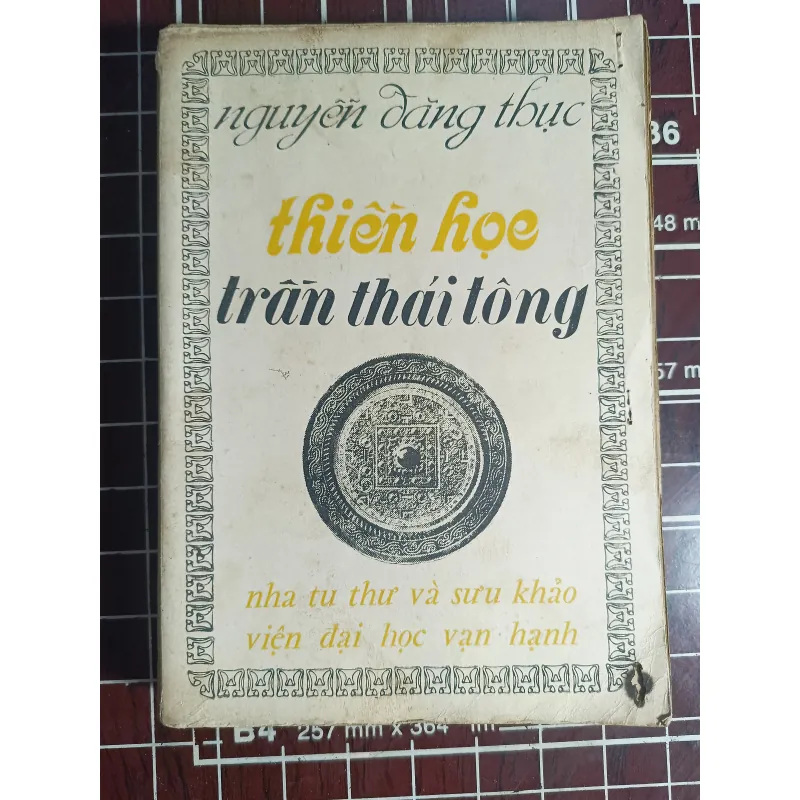 nguyễn đăng thục
thiền học
trần thái tông
nha tu thư và sưu khảo
viện đại học vạn hạnh
B4 257 mm x 364 mm
36
48 m
57 m